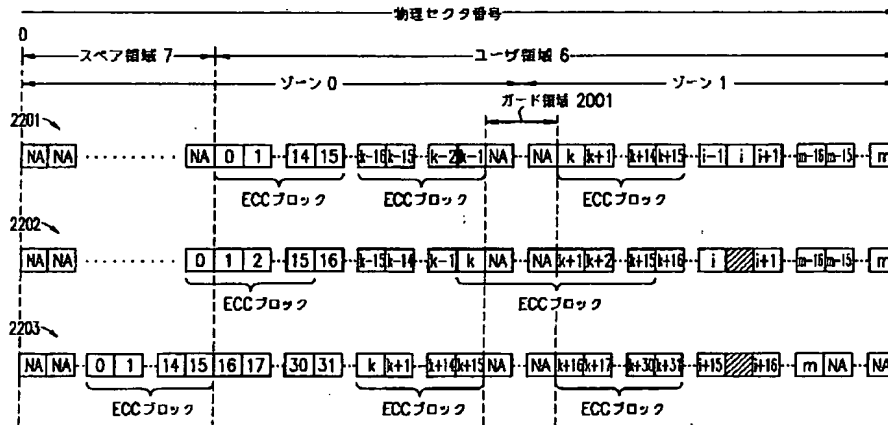 物理セクタ番号
0
スペア領域 7 ユーザ領域 6
ゾーン 0 ゾーン 1
ガード領域 2001
2201
NA NA NA 0 1 14 15 k-16 k-15 k-2 k-1 NA NA k k+1 k+14 k+15 i-1 i i+1 m-16 m-15 m
ECCブロック ECCブロック ECCブロック
2202
NA NA 0 1 2 15 16 k-15 k-14 k-1 k NA NA k+1 k+2 k+15 k+16 i i+1 m-16 m-15 m
ECCブロック ECCブロック
2203
NA NA 0 1 14 15 16 17 30 31 k k+1 k+14 k+15 NA NA k+16 k+17 k+30 k+31 i+15 i+16 m NA NA
ECCブロック ECCブロック ECCブロック